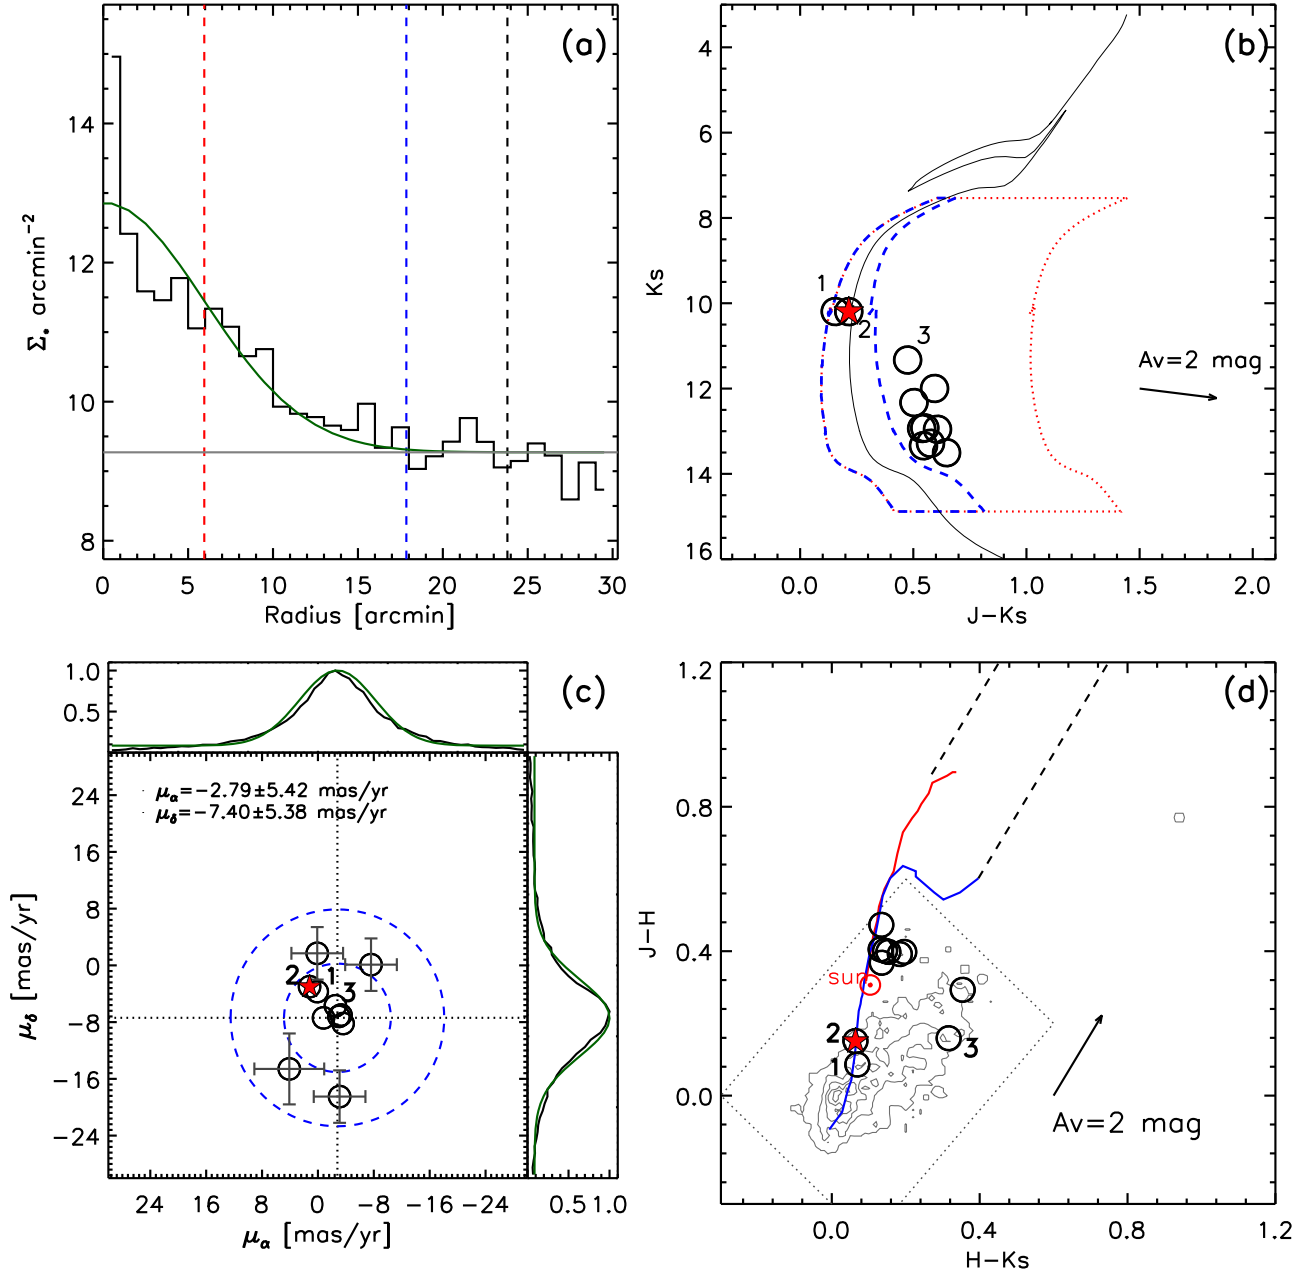 (a)
14
12
10
8
Σ* arcmin⁻²
0 5 10 15 20 25 30
Radius [arcmin]
(b)
4
6
8
10
12
14
16
Ks
1
2
3
Av=2 mag
0.0 0.5 1.0 1.5 2.0
J−Ks
(c)
1.0
0.5
μα=−2.79±5.42 mas/yr
μδ=−7.40±5.38 mas/yr
24
16
8
0
−8
−16
−24
μδ [mas/yr]
2 1
3
24 16 8 0 −8 −16 −24 0.5 1.0
μα [mas/yr]
(d)
1.2
0.8
0.4
0.0
J−H
sun
2
1
3
Av=2 mag
0.0 0.4 0.8 1.2
H−Ks